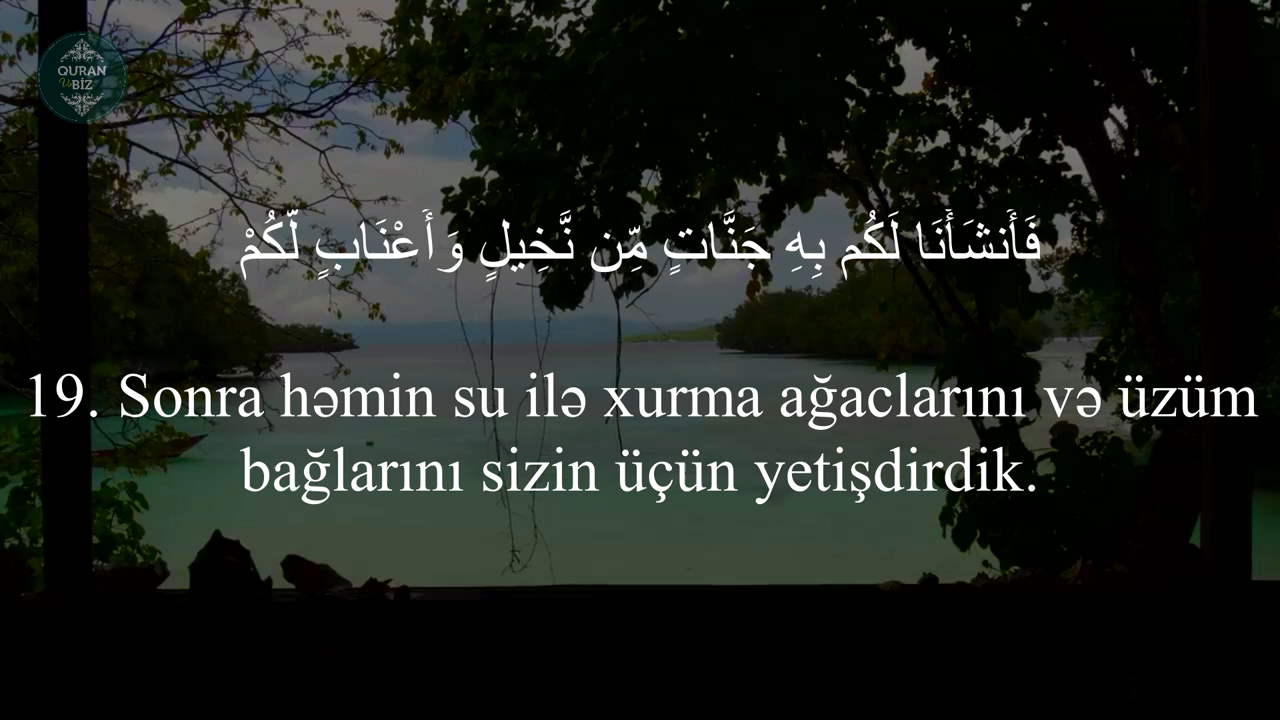 QURAN
Və BİZ
فَأَنشَأْنَا لَكُم بِهِ جَنَّاتٍ مِّن نَّخِيلٍ وَأَعْنَابٍ لَّكُمْ
19. Sonra həmin su ilə xurma ağaclarını və üzüm
bağlarını sizin üçün yetişdirdik.